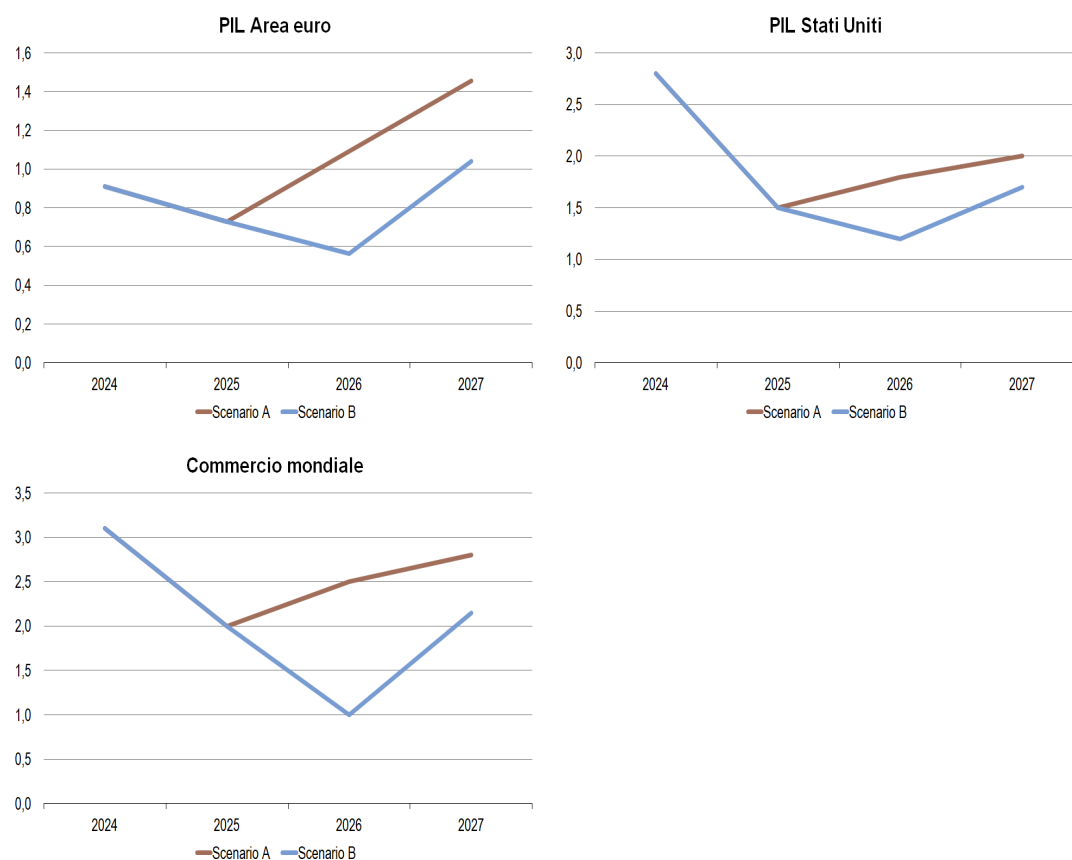 PIL Area euro
1,6
1,4
1,2
1,0
0,8
0,6
0,4
0,2
0,0
2024 2025 2026 2027
Scenario A Scenario B
PIL Stati Uniti
3,0
2,5
2,0
1,5
1,0
0,5
0,0
2024 2025 2026 2027
Scenario A Scenario B
Commercio mondiale
3,5
3,0
2,5
2,0
1,5
1,0
0,5
0,0
2024 2025 2026 2027
Scenario A Scenario B